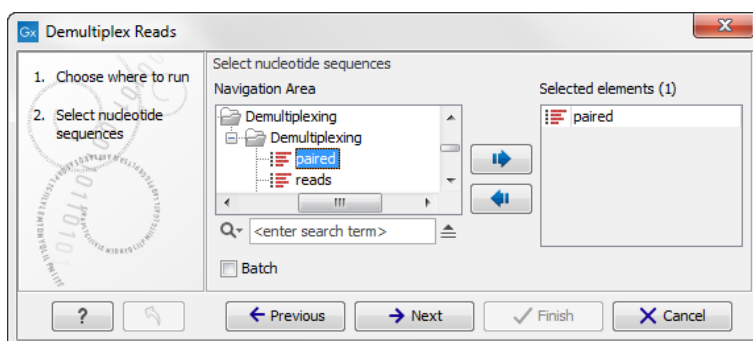 Gx Demultiplex Reads
1. Choose where to run
2. Select nucleotide
sequences
Select nucleotide sequences
Navigation Area
Demultiplexing
Demultiplexing
paired
reads
<enter search term>
Batch
Selected elements (1)
paired
? Previous Next Finish Cancel